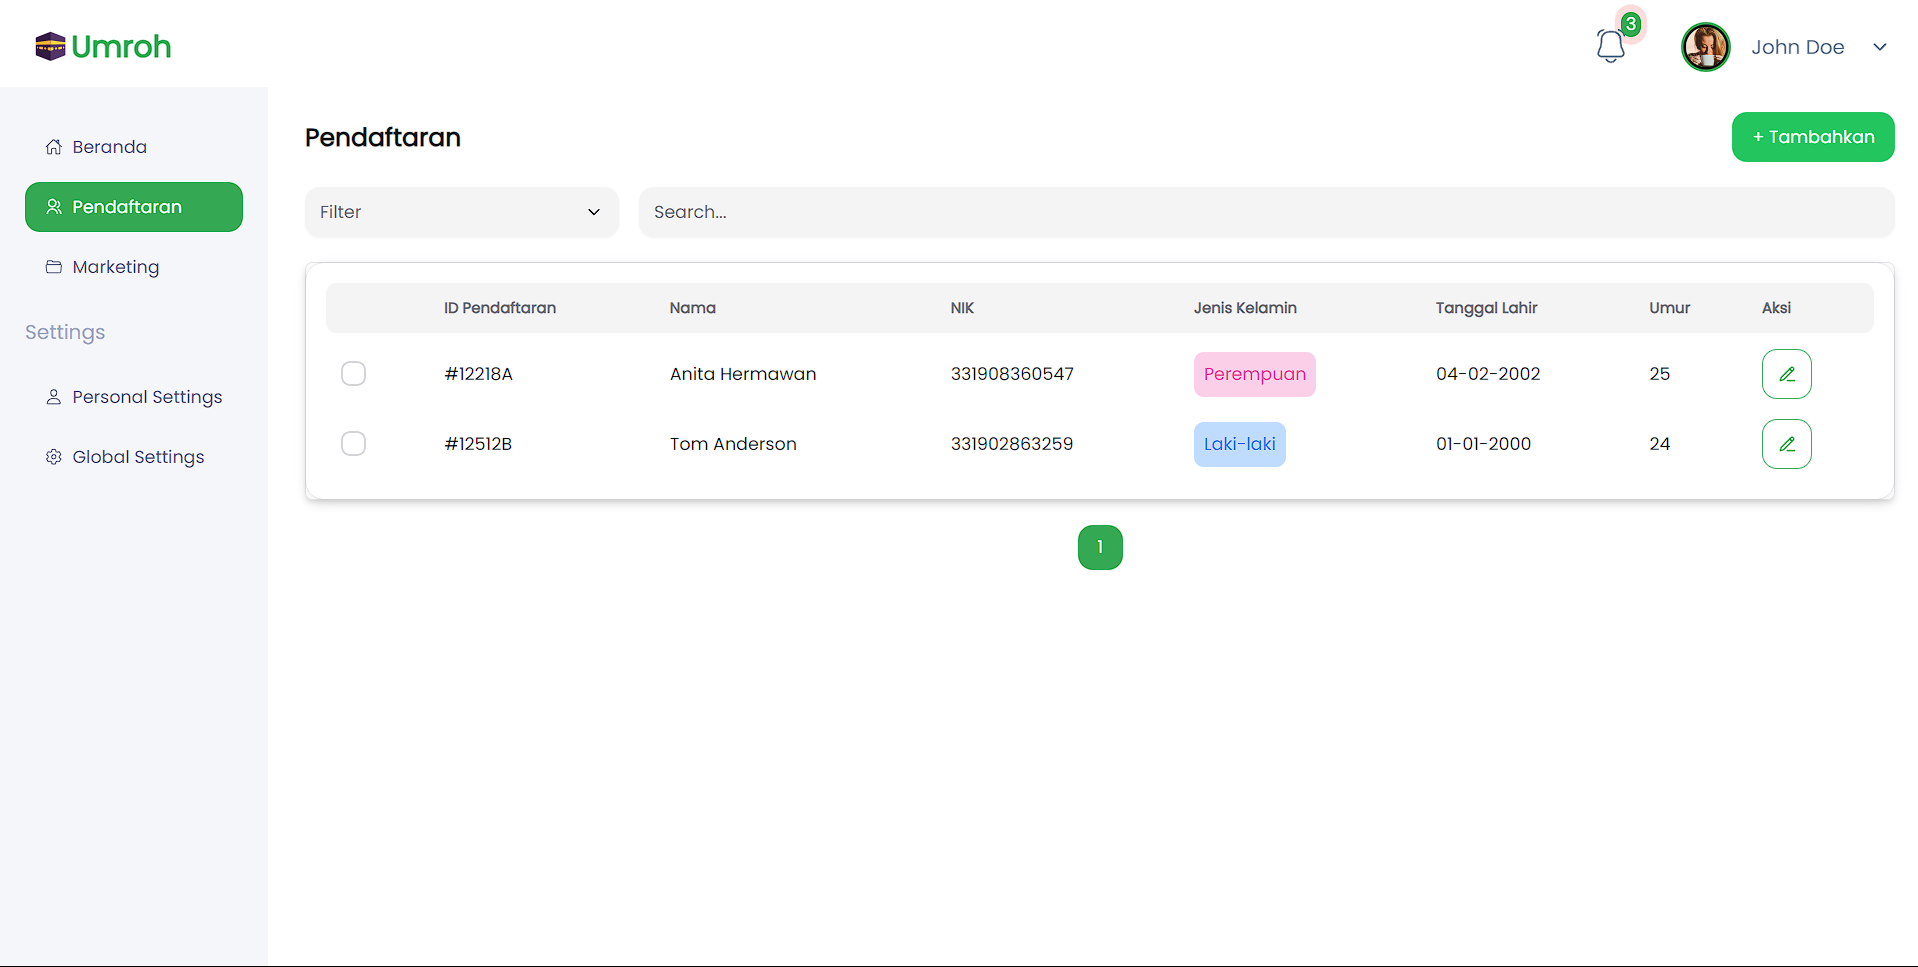 Umroh
3
John Doe
Beranda
Pendaftaran
Marketing
Settings
Personal Settings
Global Settings
Pendaftaran
+ Tambahkan
Filter
Search...
ID Pendaftaran Nama NIK Jenis Kelamin Tanggal Lahir Umur Aksi
#12218A Anita Hermawan 331908360547 Perempuan 04-02-2002 25
#12512B Tom Anderson 331902863259 Laki-laki 01-01-2000 24
1